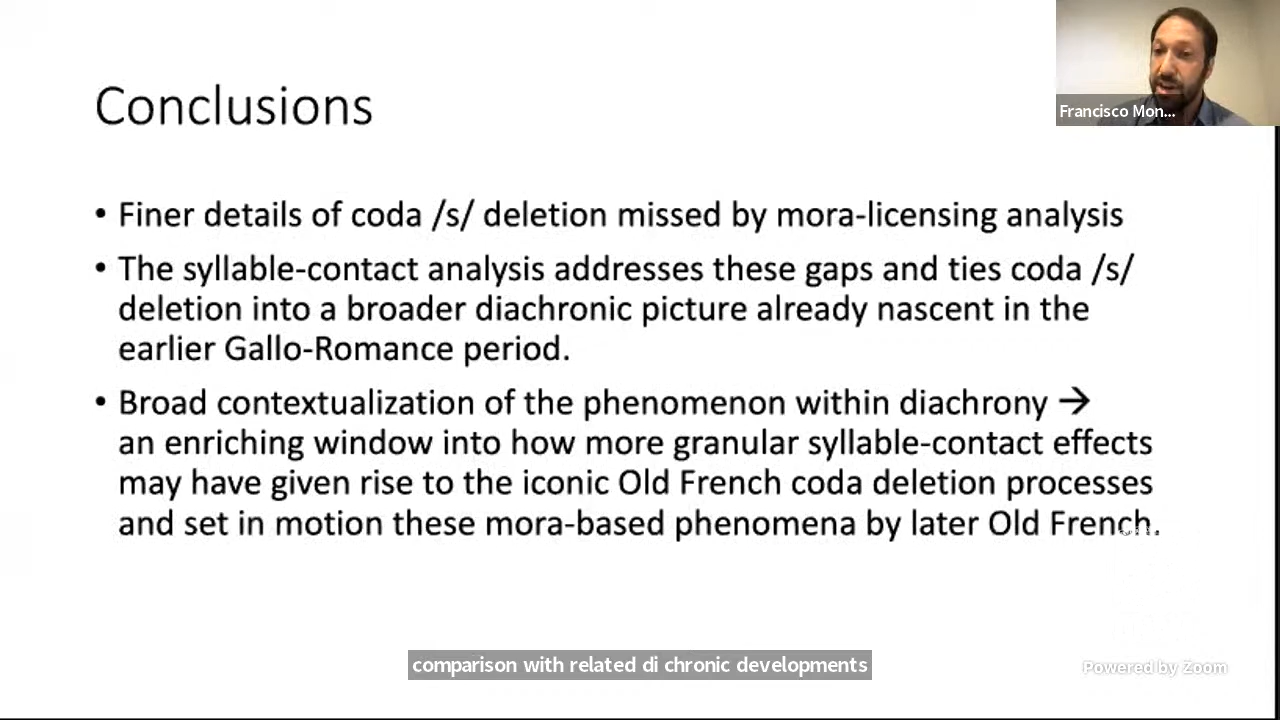 Conclusions
Francisco Mon...
• Finer details of coda /s/ deletion missed by mora-licensing analysis
• The syllable-contact analysis addresses these gaps and ties coda /s/
deletion into a broader diachronic picture already nascent in the
earlier Gallo-Romance period.
• Broad contextualization of the phenomenon within diachrony →
an enriching window into how more granular syllable-contact effects
may have given rise to the iconic Old French coda deletion processes
and set in motion these mora-based phenomena by later Old French.
comparison with related di chronic developments
Powered by Zoom